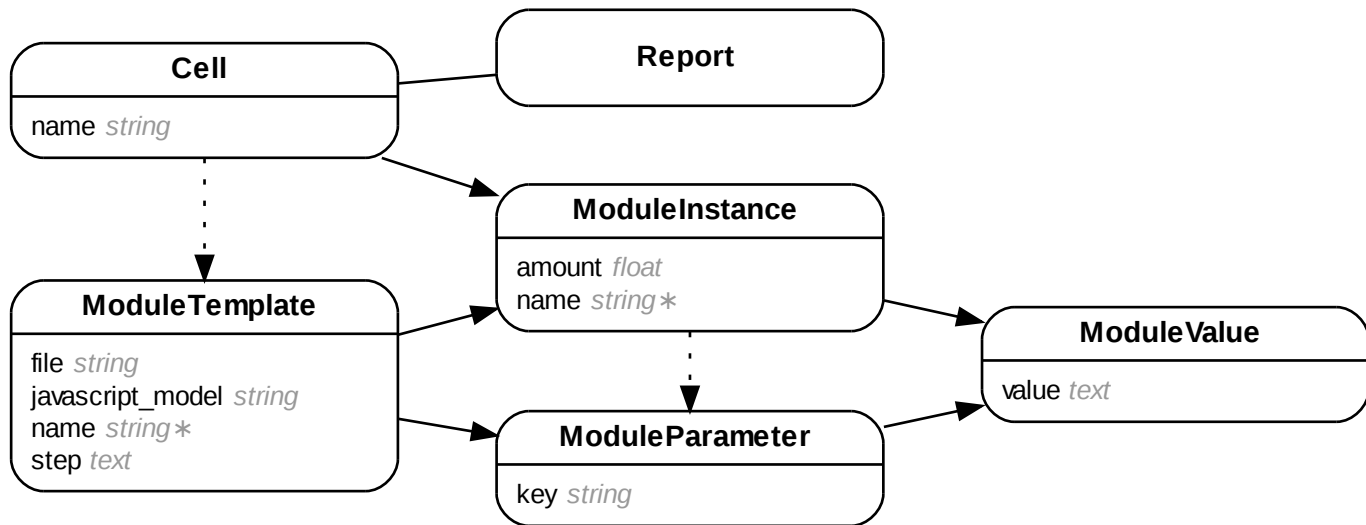 Cell
name string
Report
ModuleInstance
amount float
name string∗
ModuleTemplate
file string
javascript_model string
name string∗
step text
ModuleParameter
key string
ModuleValue
value text